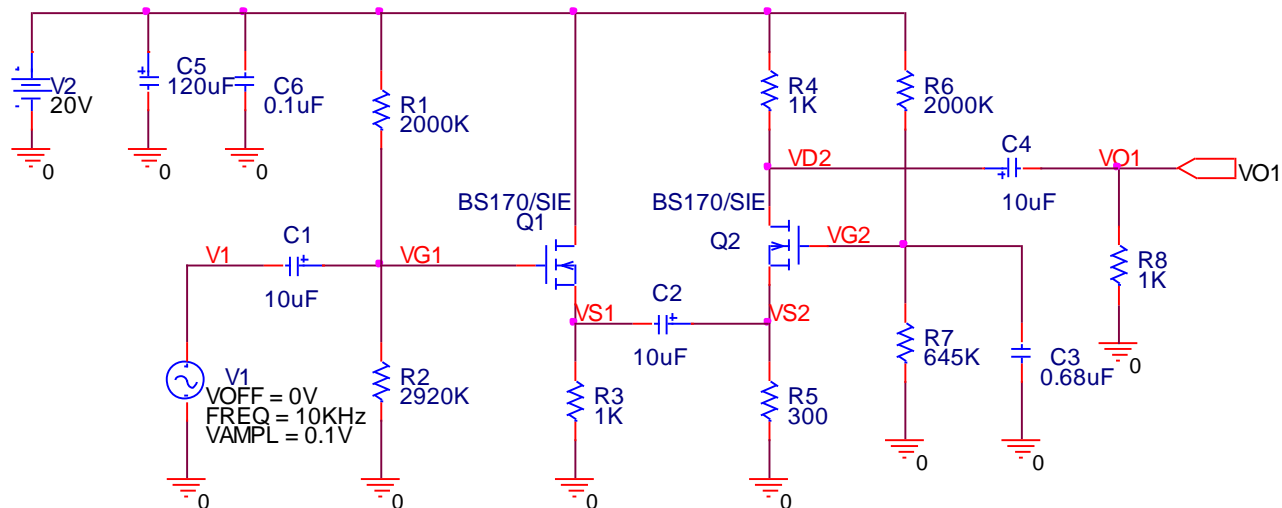 V2
20V
0
C5
120uF
0
C6
0.1uF
0
R1
2000K
R4
1K
R6
2000K
VD2
C4
10uF
VO1
VO1
BS170/SIE
Q1
BS170/SIE
Q2
V1
C1
10uF
VG1
VG2
R8
1K
0
VS1
C2
10uF
VS2
V1
VOFF = 0V
FREQ = 10KHz
VAMPL = 0.1V
0
R2
2920K
0
R3
1K
0
R5
300
0
R7
645K
0
C3
0.68uF
0